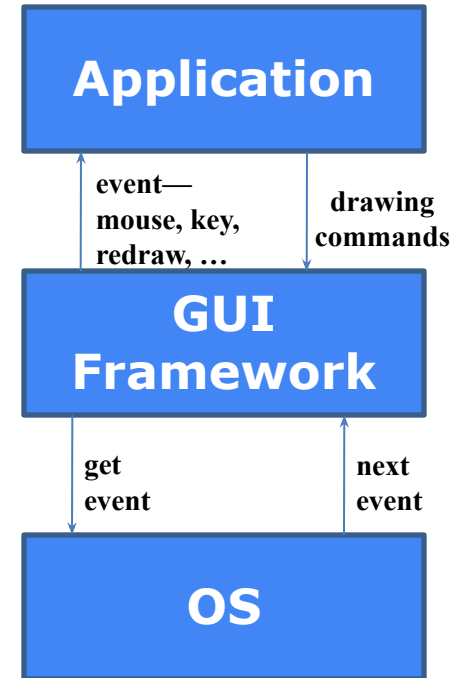 Application
event—
mouse, key,
redraw, …
drawing
commands
GUI
Framework
get
event
next
event
OS